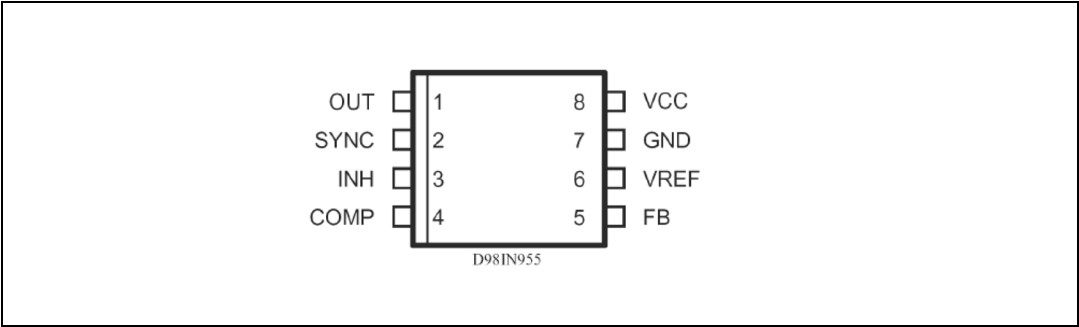 OUT 1 8 VCC
SYNC 2 7 GND
INH 3 6 VREF
COMP 4 5 FB
D98IN955